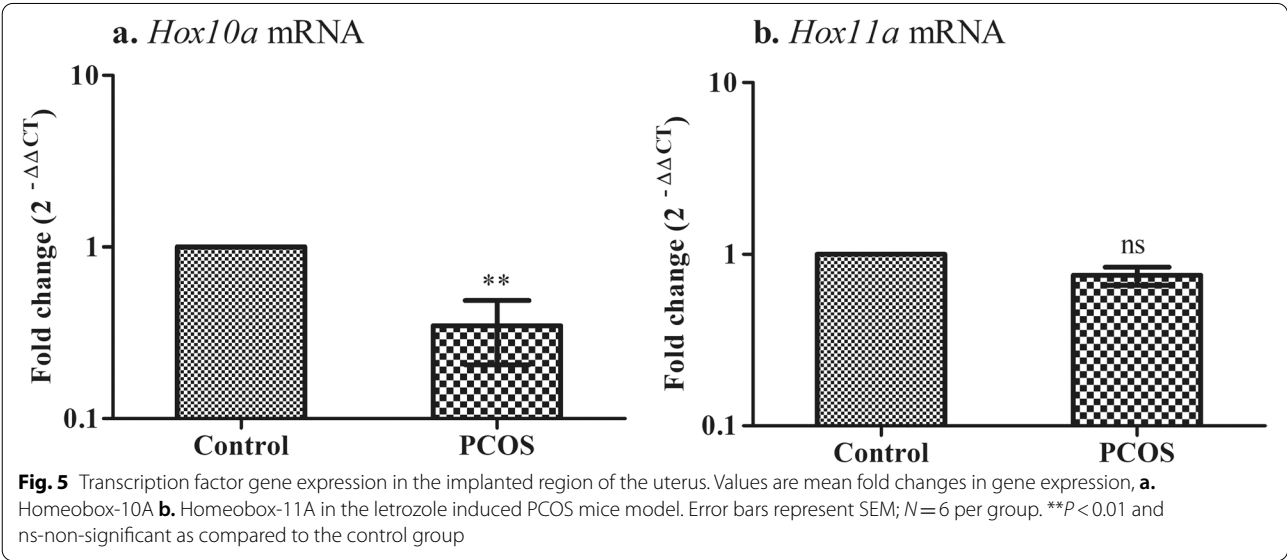 a. Hox10a mRNA
10
1
0.1
Fold change (2 -ΔΔCT)
**
Control PCOS
b. Hox11a mRNA
10
1
0.1
Fold change (2 -ΔΔCT)
ns
Control PCOS
Fig. 5 Transcription factor gene expression in the implanted region of the uterus. Values are mean fold changes in gene expression, a.
Homeobox-10A b. Homeobox-11A in the letrozole induced PCOS mice model. Error bars represent SEM; N = 6 per group. **P < 0.01 and
ns-non-significant as compared to the control group